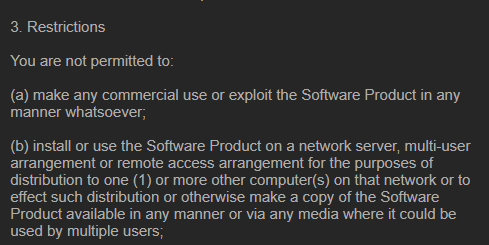 3. Restrictions
You are not permitted to:
(a) make any commercial use or exploit the Software Product in any
manner whatsoever;
(b) install or use the Software Product on a network server, multi-user
arrangement or remote access arrangement for the purposes of
distribution to one (1) or more other computer(s) on that network or to
effect such distribution or otherwise make a copy of the Software
Product available in any manner or via any media where it could be
used by multiple users;